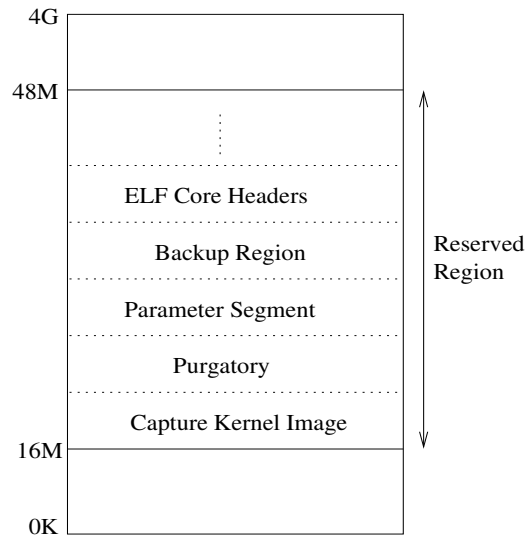 4G
48M
ELF Core Headers
Backup Region
Reserved
Region
Parameter Segment
Purgatory
Capture Kernel Image
16M
0K